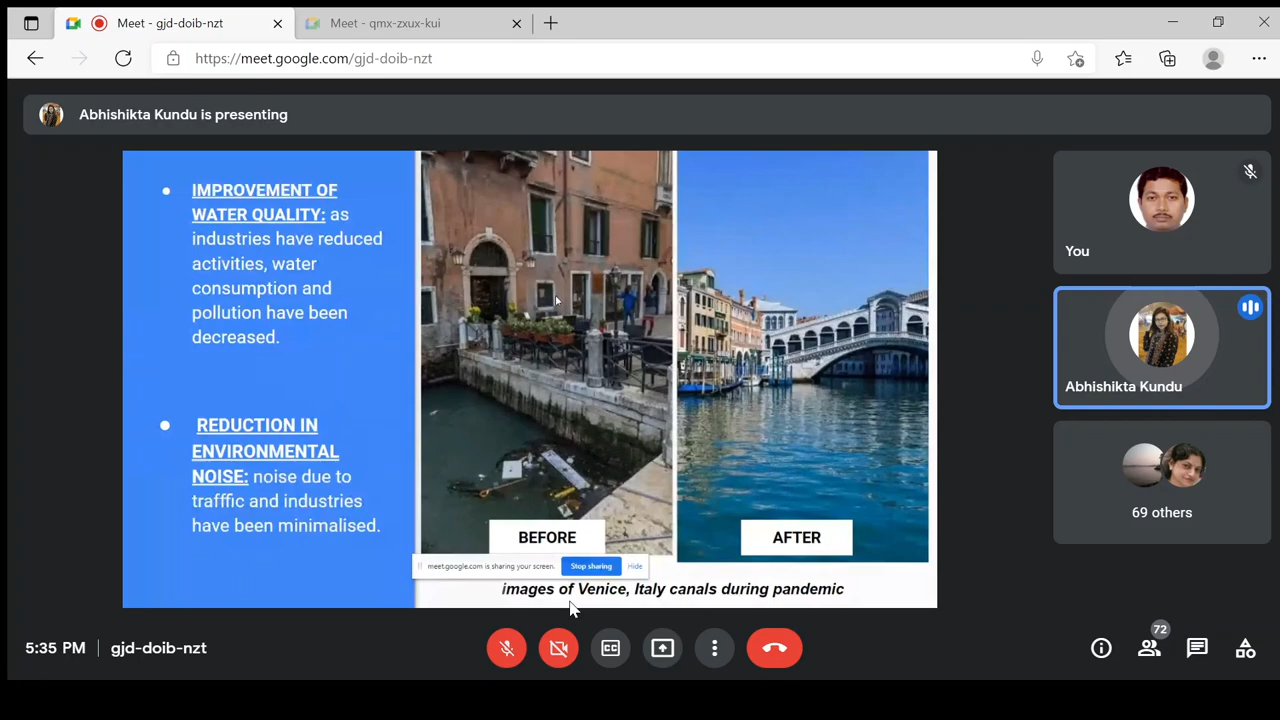 Meet - gjd-doib-nzt
Meet - qmx-zxux-kui
https://meet.google.com/gjd-doib-nzt
Abhishikta Kundu is presenting
IMPROVEMENT OF
WATER QUALITY: as
industries have reduced
activities, water
consumption and
pollution have been
decreased.
REDUCTION IN
ENVIRONMENTAL
NOISE: noise due to
trafffic and industries
have been minimalised.
BEFORE
AFTER
meet.google.com is sharing your screen.
Stop sharing
Hide
images of Venice, Italy canals during pandemic
You
Abhishikta Kundu
69 others
5:35 PM
gjd-doib-nzt
72